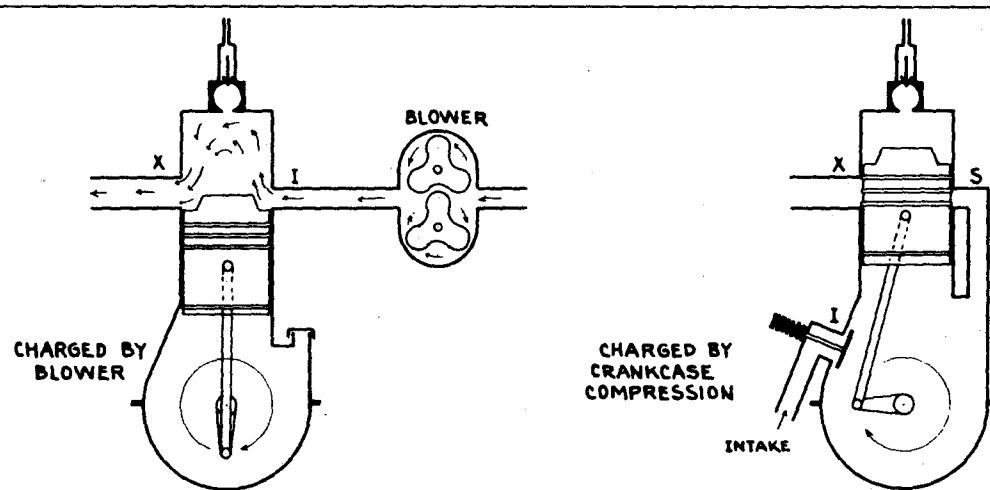 BLOWER
X
I
CHARGED BY
BLOWER
X
S
I
CHARGED BY
CRANKCASE
COMPRESSION
INTAKE